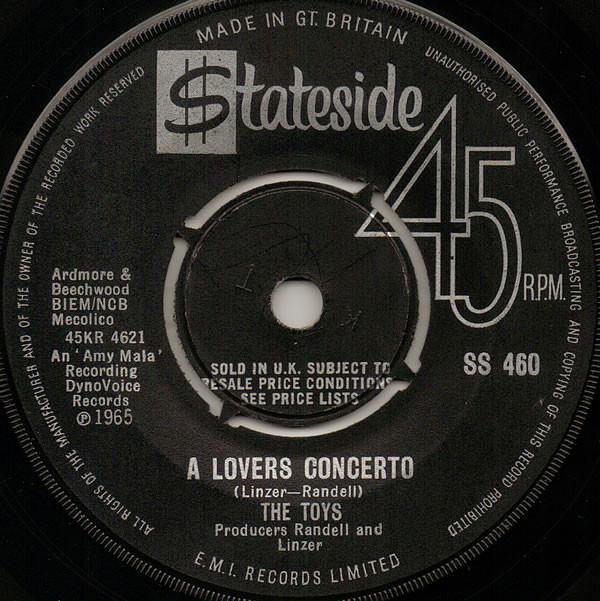 MADE IN GT. BRITAIN
$tateside
45
R.P.M.
UNAUTHORISED PUBLIC PERFORMANCE BROADCASTING AND COPYING OF THIS RECORD PROHIBITED
ALL RIGHTS OF THE MANUFACTURER AND OF THE OWNER OF THE RECORDED WORK RESERVED
Ardmore &
Beechwood
BIEM/NCB
Mecolico
45KR 4621
An 'Amy Mala'
Recording
DynoVoice
Records
Ⓟ 1965
1
SS 460
SOLD IN U.K. SUBJECT TO
RESALE PRICE CONDITIONS
SEE PRICE LISTS
A LOVERS CONCERTO
(Linzer—Randell)
THE TOYS
Producers Randell and
Linzer
E.M.I. RECORDS LIMITED